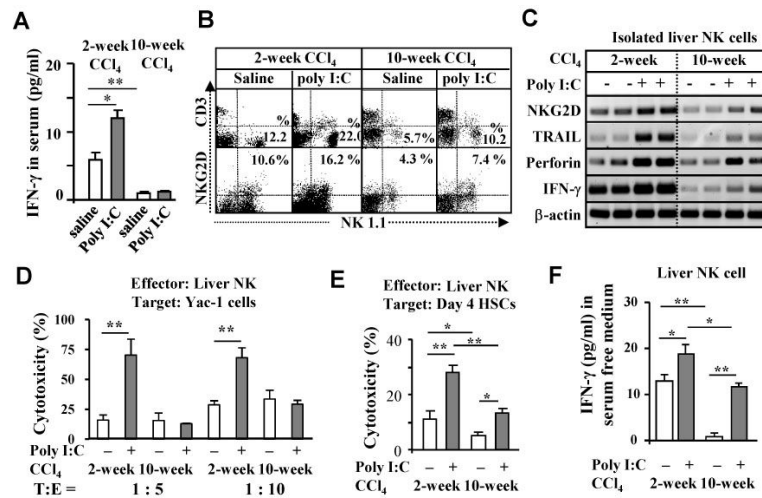 A
2-week 10-week
CCl4 CCl4
**
*
IFN-γ in serum (pg/ml)
20
10
0
saline
Poly I:C
saline
Poly I:C
B
2-week CCl4 10-week CCl4
Saline poly I:C Saline poly I:C
CD3
% % %
12.2 22.0 5.7% 10.2
NKG2D
10.6% 16.2 % 4.3 % 7.4 %
NK 1.1
C
Isolated liver NK cells
CCl4 2-week 10-week
Poly I:C - - + + - - + +
NKG2D
TRAIL
Perforin
IFN-γ
β-actin
D
Effector: Liver NK
Target: Yac-1 cells
Cytotoxicity (%)
100
75
50
25
0
** **
Poly I:C – + – + – + – +
CCl4 2-week 10-week 2-week 10-week
T:E = 1 : 5 1 : 10
E
Effector: Liver NK
Target: Day 4 HSCs
Cytotoxicity (%)
40
20
0
*
** **
*
Poly I:C – + – +
CCl4 2-week 10-week
F
Liver NK cell
IFN-γ (pg/ml) in
serum free medium
30
20
10
0
**
* *
**
Poly I:C – + – +
CCl4 2-week 10-week